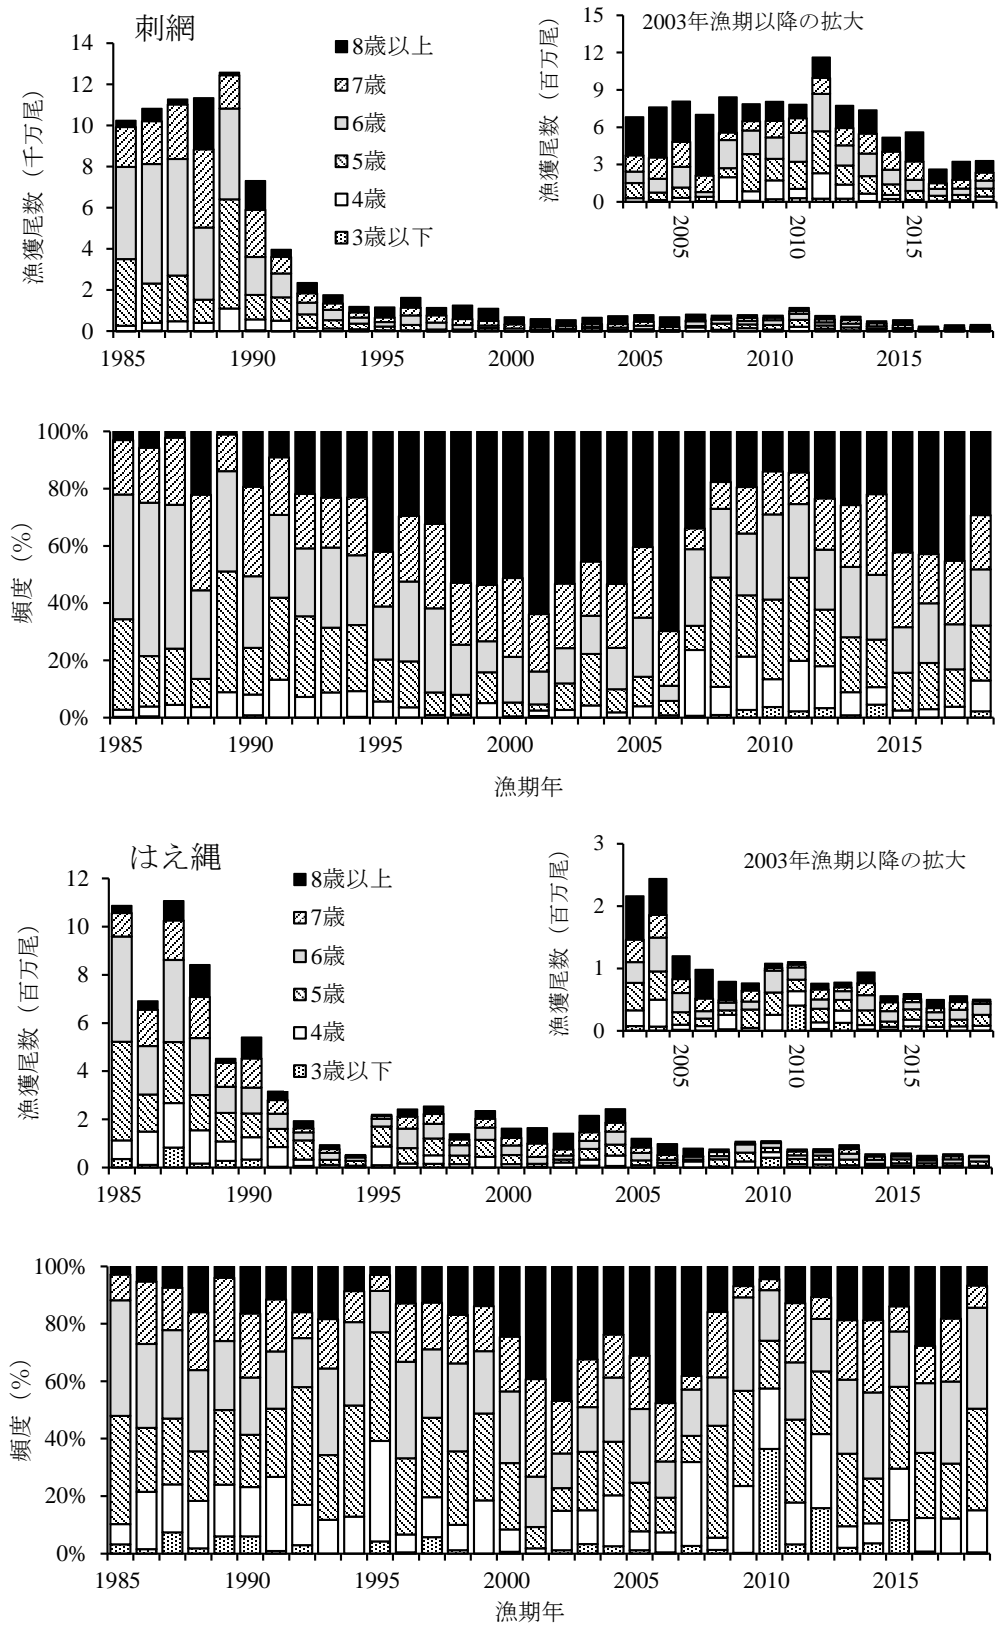 刺網
漁獲尾数（千万尾）
14
12
10
8
6
4
2
0
1985
1990
1995
2000
2005
2010
2015
8歳以上
7歳
6歳
5歳
4歳
3歳以下
2003年漁期以降の拡大
漁獲尾数（百万尾）
15
12
9
6
3
0
2005
2010
2015
頻度（%）
100%
80%
60%
40%
20%
0%
1985
1990
1995
2000
2005
2010
2015
漁期年
はえ縄
漁獲尾数（百万尾）
12
10
8
6
4
2
0
1985
1990
1995
2000
2005
2010
2015
8歳以上
7歳
6歳
5歳
4歳
3歳以下
2003年漁期以降の拡大
漁獲尾数（百万尾）
3
2
1
0
2005
2010
2015
頻度（%）
100%
80%
60%
40%
20%
0%
1985
1990
1995
2000
2005
2010
2015
漁期年